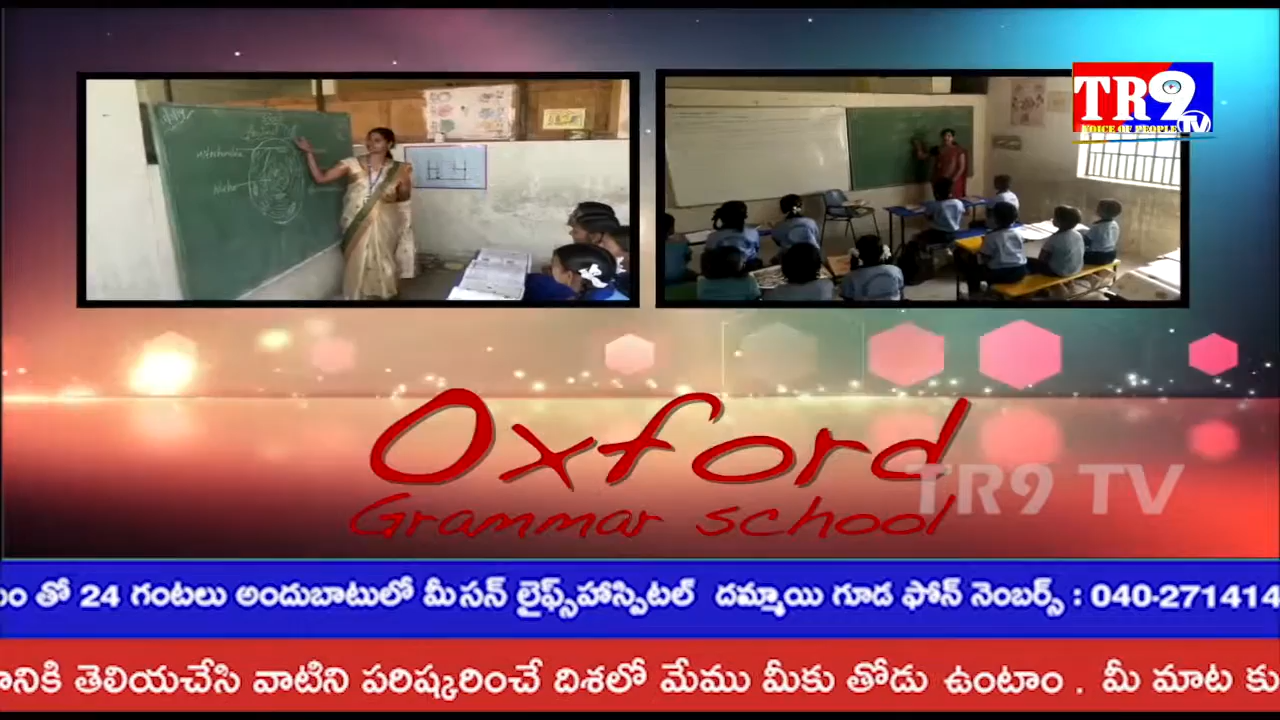 TR9
VOICE OF PEOPLE TV
Oxford
Grammar school
TR9 TV
తో 24 గంటలు అందుబాటులో మీ సన్ లైఫ్స్‌హాస్పిటల్ దమ్మాయి గూడ ఫోన్ నెంబర్స్ : 040-271414
తెలియచేసి వాటిని పరిష్కరించే దిశలో మేము మీకు తోడు ఉంటాం . మీ మాట